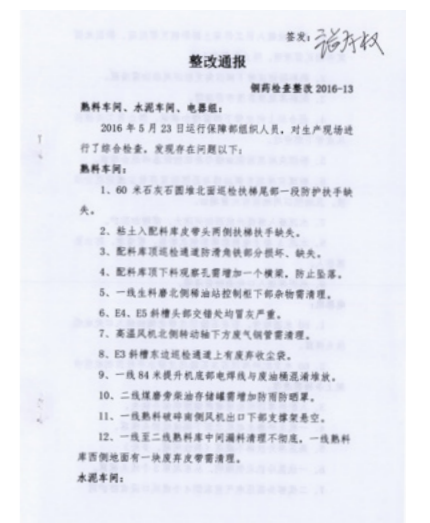 签发：
整改通报
钢药检查整改 2016-13
熟料车间、水泥车间、电器组：
2016 年 5 月 23 日运行保障部组织人员，对生产现场进
行了综合检查。发现存在问题以下：
熟料车间：
1、60 米石灰石圆堆北面巡检扶梯尾部一段防护扶手缺
失。
2、粘土入配料库皮带头两侧扶梯扶手缺失。
3、配料库顶巡检通道防滑角铁部分损坏、缺失。
4、配料库顶下料观察孔需增加一个横梁，防止坠落。
5、一线生料磨北侧稀油站控制柜下部杂物需清理。
6、E4、E5 斜槽头部交错处均冒灰严重。
7、高温风机北侧转动轴下方废气钢管需清理。
8、E3 斜槽东边巡检通道上有废弃收尘袋。
9、一线 84 米提升机底部电焊线与废油桶混淆堆放。
10、二线煤磨旁柴油存储罐需增加防雨防晒罩。
11、一线熟料破碎南侧风机出口下部支撑架悬空。
12、一线至二线熟料库中间漏料清理不彻底，一线熟料
库西侧地面有一块废弃皮带需清理。
水泥车间：